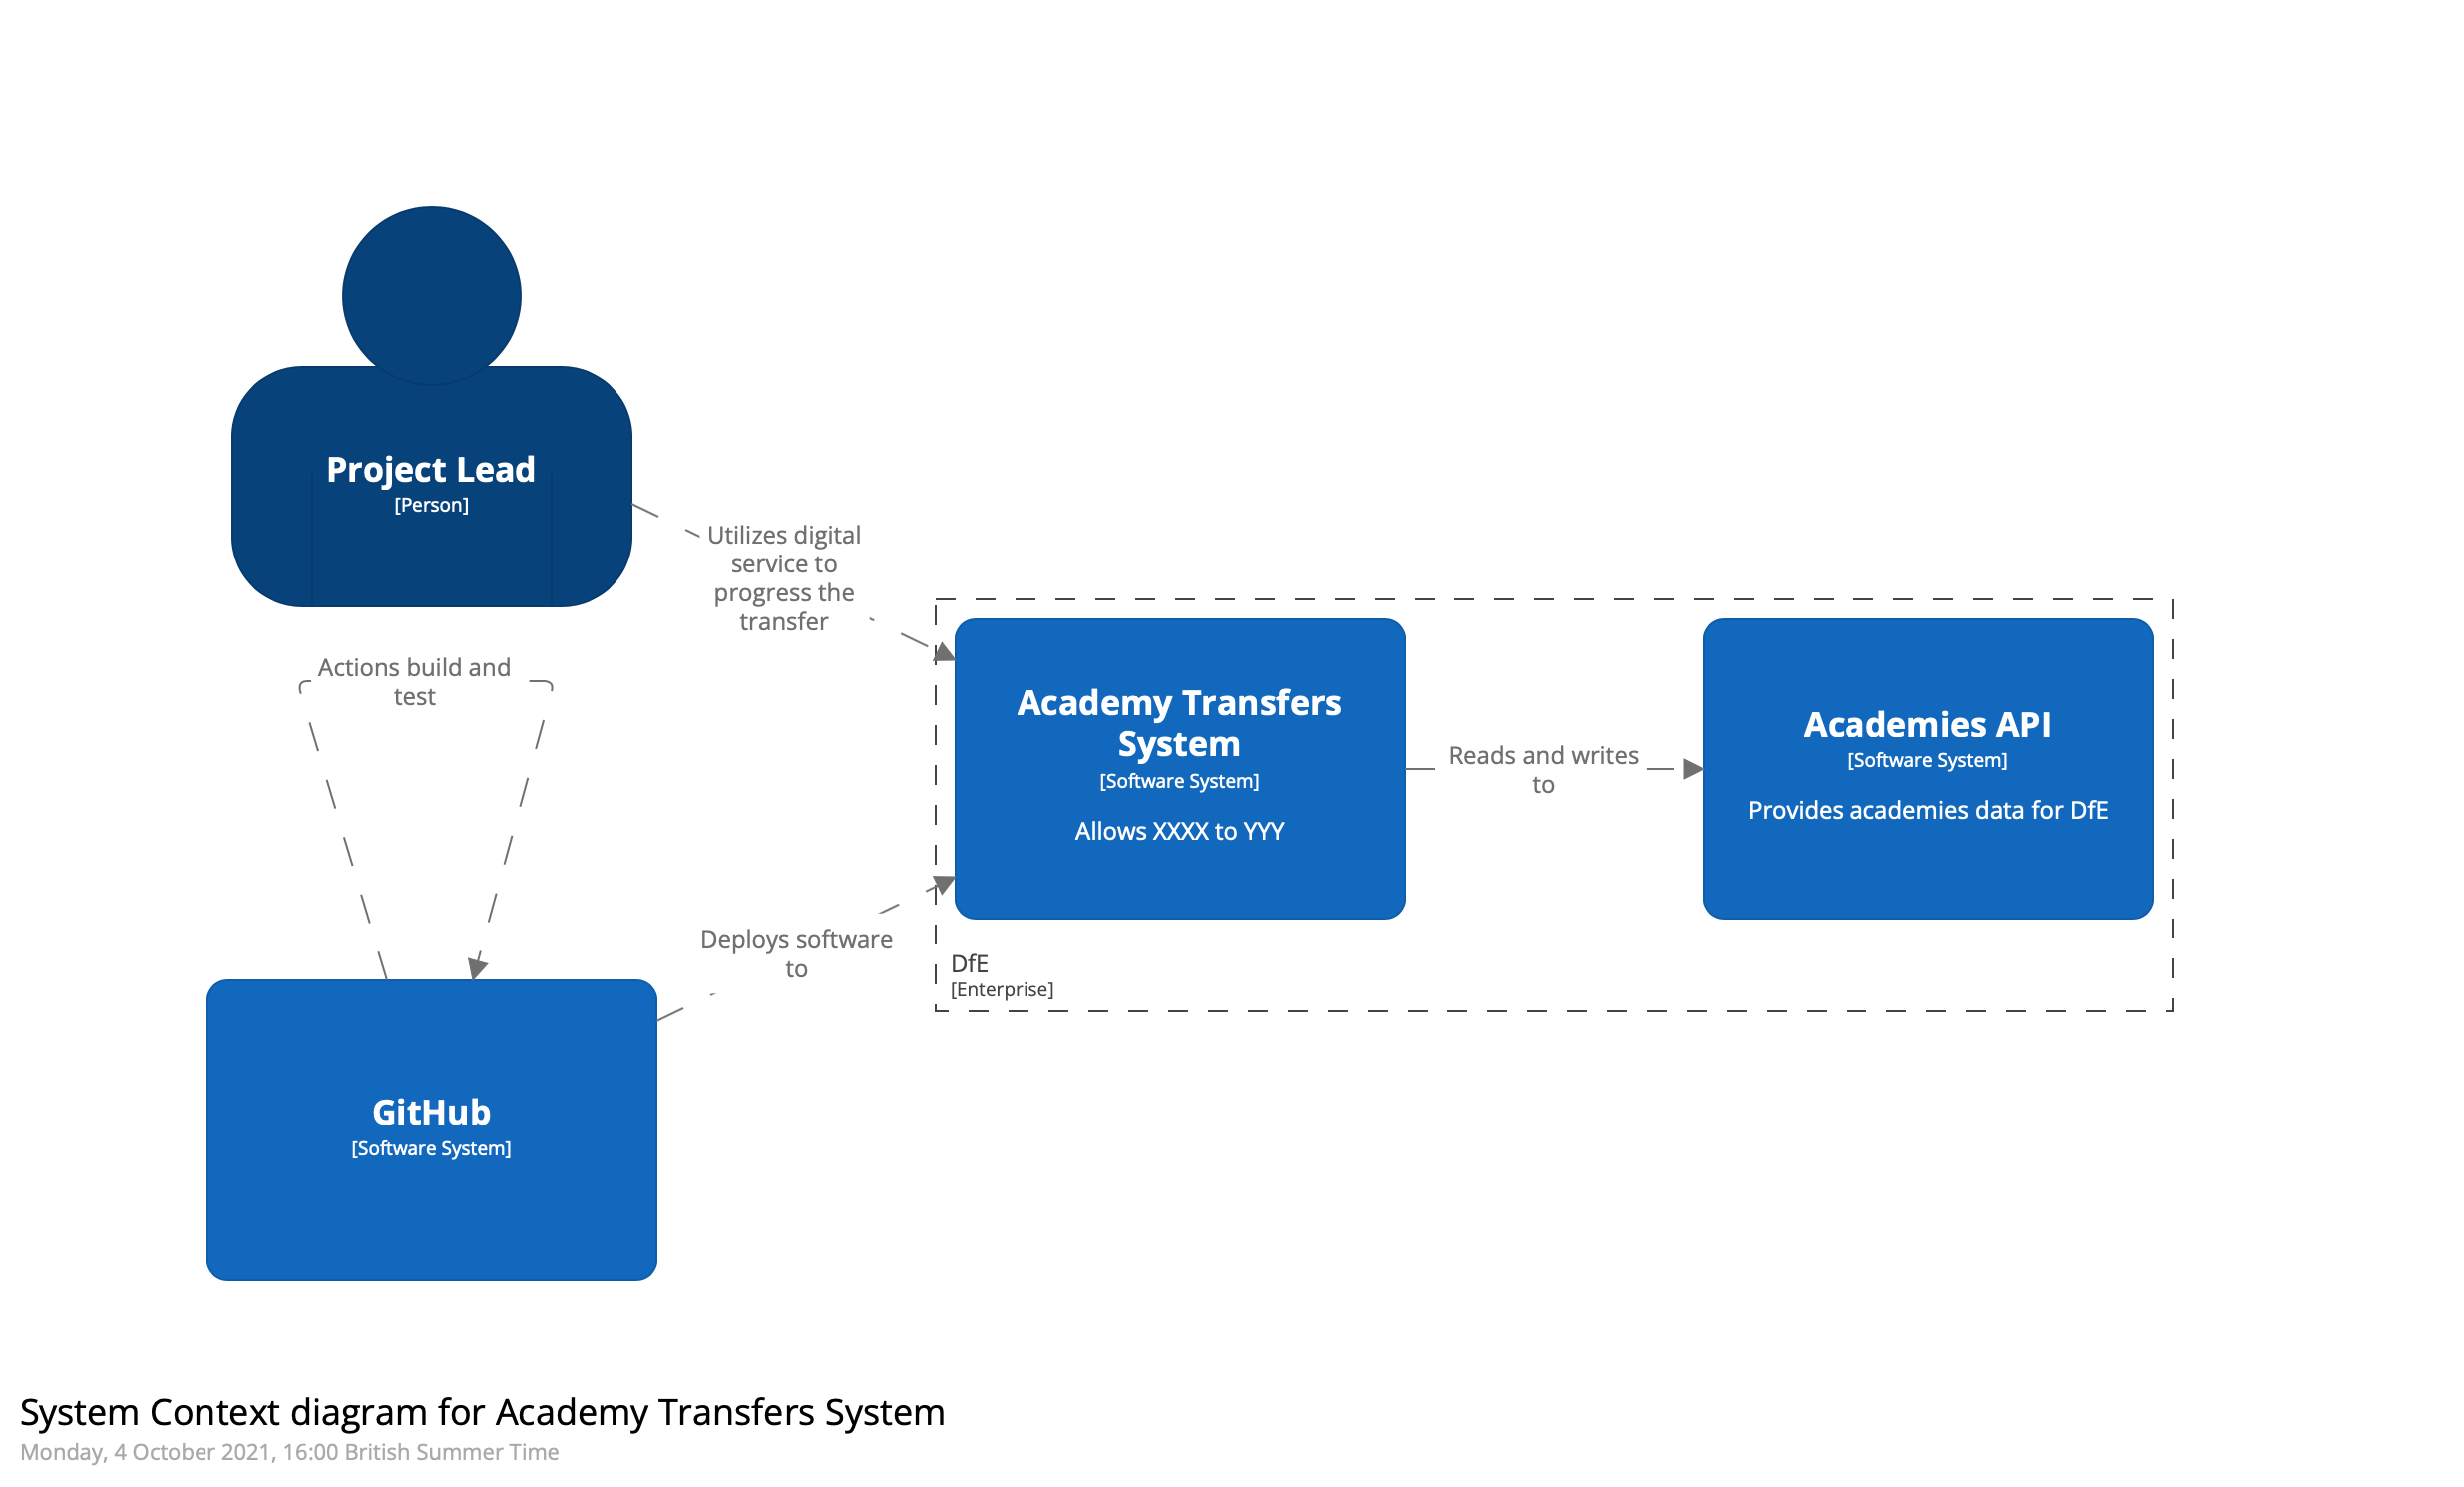 Project Lead
[Person]
Utilizes digital
service to
progress the
transfer
Actions build and
test
Academy Transfers
System
[Software System]
Allows XXXX to YYY
Reads and writes
to
Academies API
[Software System]
Provides academies data for DfE
Deploys software
to
DfE
[Enterprise]
GitHub
[Software System]
System Context diagram for Academy Transfers System
Monday, 4 October 2021, 16:00 British Summer Time